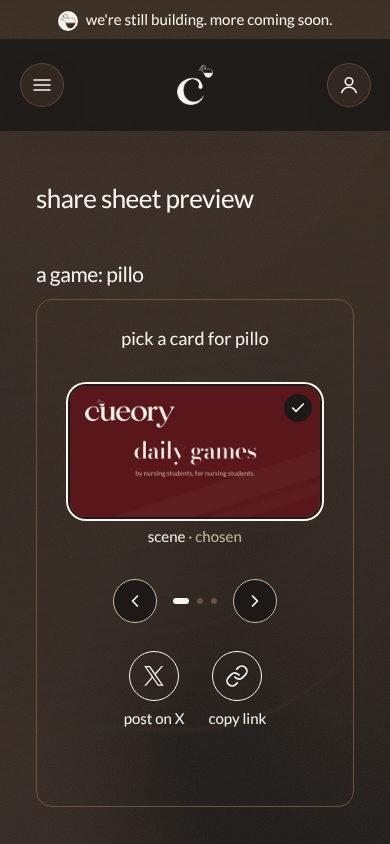 we're still building. more coming soon.
c
share sheet preview
a game: pillo
pick a card for pillo
cueory
daily games
by nursing students, for nursing students.
scene · chosen
post on X
copy link